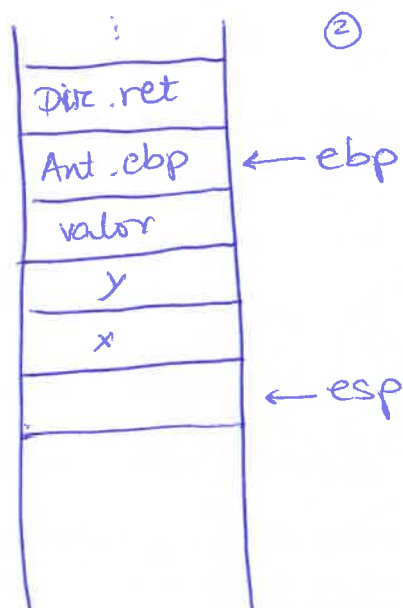 ②
Dir.ret
Ant.ebp ← ebp
valor
y
x
← esp